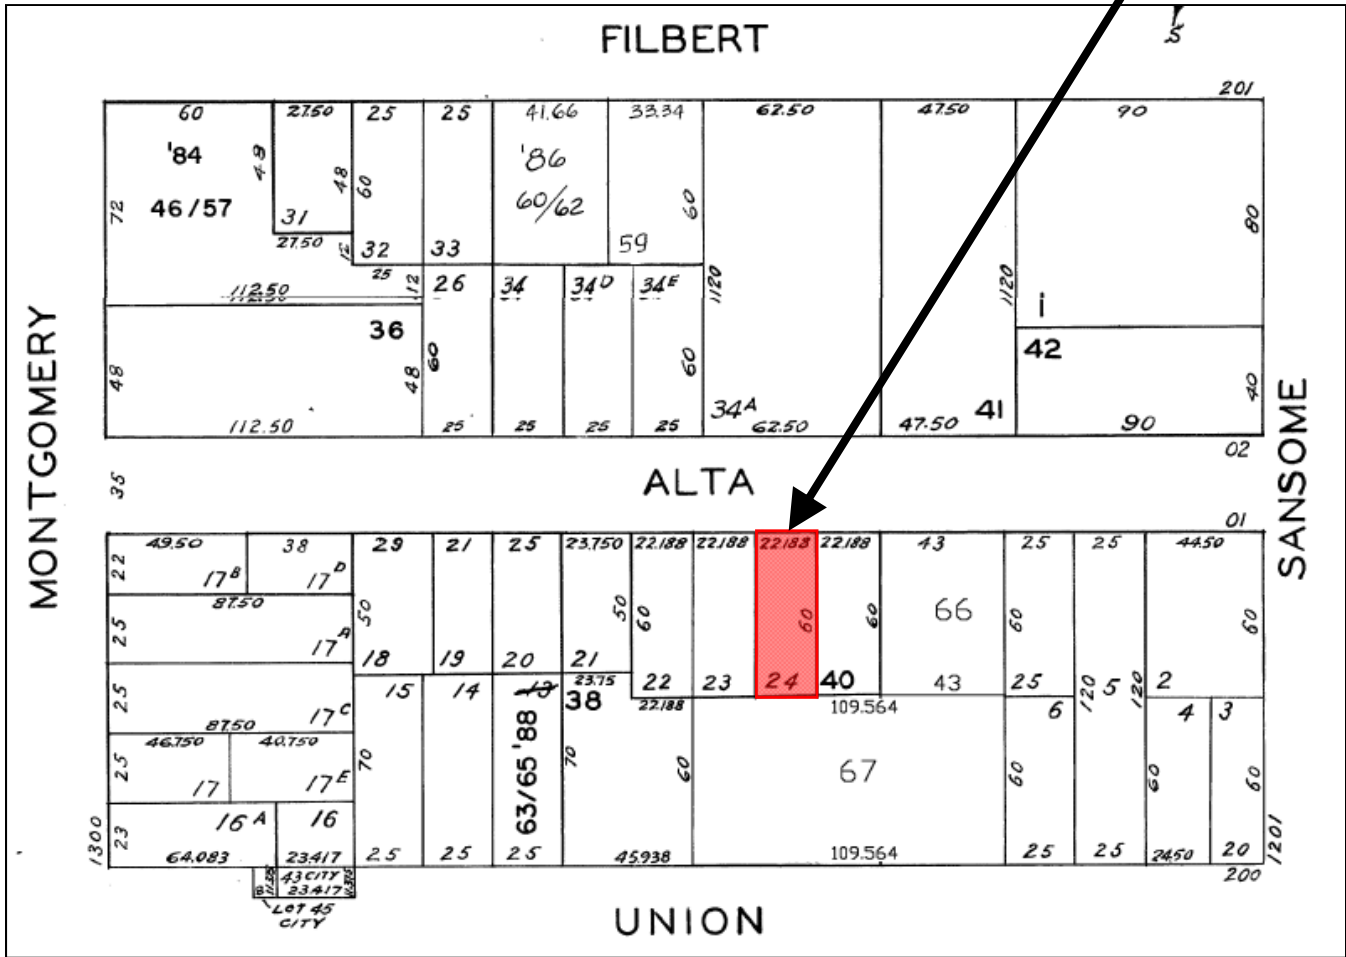 FILBERT
S
201
60 27.50 25 25 41.66 33.34 62.50 47.50 90
'84 48 48 60 '86
72 46/57 60/62 60 80
31
27.50 12 32 33 59
25 12 26 34 34D 34E 120 120 1
112.50
36 42
48 48 60 60 40
34A 41
112.50 25 25 25 25 62.50 47.50 90
02
MONTGOMERY
35
ALTA
SANSOME
01
49.50 38 29 21 25 23.750 22.188 22.188 22.188 22.188 43 25 25 44.50
22 17B 17D
87.50 50 50 60 60 60 66 60 60
25 17A 18 19 20 21
23.75 22 23 24 40 43 25 5 2
15 14 13 38 22.188 109.564 6 120 120 4 3
25 17C
87.50
46.750 40.750 63/65 '88
25 17 17E 70 70 60 67 60 60 60
16A 16
1300 23 1201
64.083 23.417 25 25 25 45.938 109.564 25 25 24.50 20
200
43 CITY
23.417
LOT 45
CITY
UNION